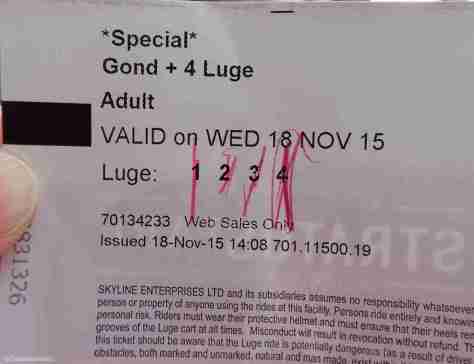 *Special*
Gond + 4 Luge
Adult
VALID on WED 18 NOV 15
Luge: 1 2 3 4
70134233 Web Sales Only
Issued 18-Nov-15 14:08 701.11500.19
SKYLINE ENTERPRISES LTD and its subsidiaries assumes no responsibility whatsoever
person or property of anyone using the rides at this facility. Persons ride entirely and know
personal risk. Riders must wear their protective helmet and must ensure that their heels re
grooves of the Luge cart at all times. Misconduct will result in revocation without refund. T
this ticket should be aware that the Luge ride is potentially dangerous (as a result of d
obstacles, both marked and unmarked, natural and man made
831326